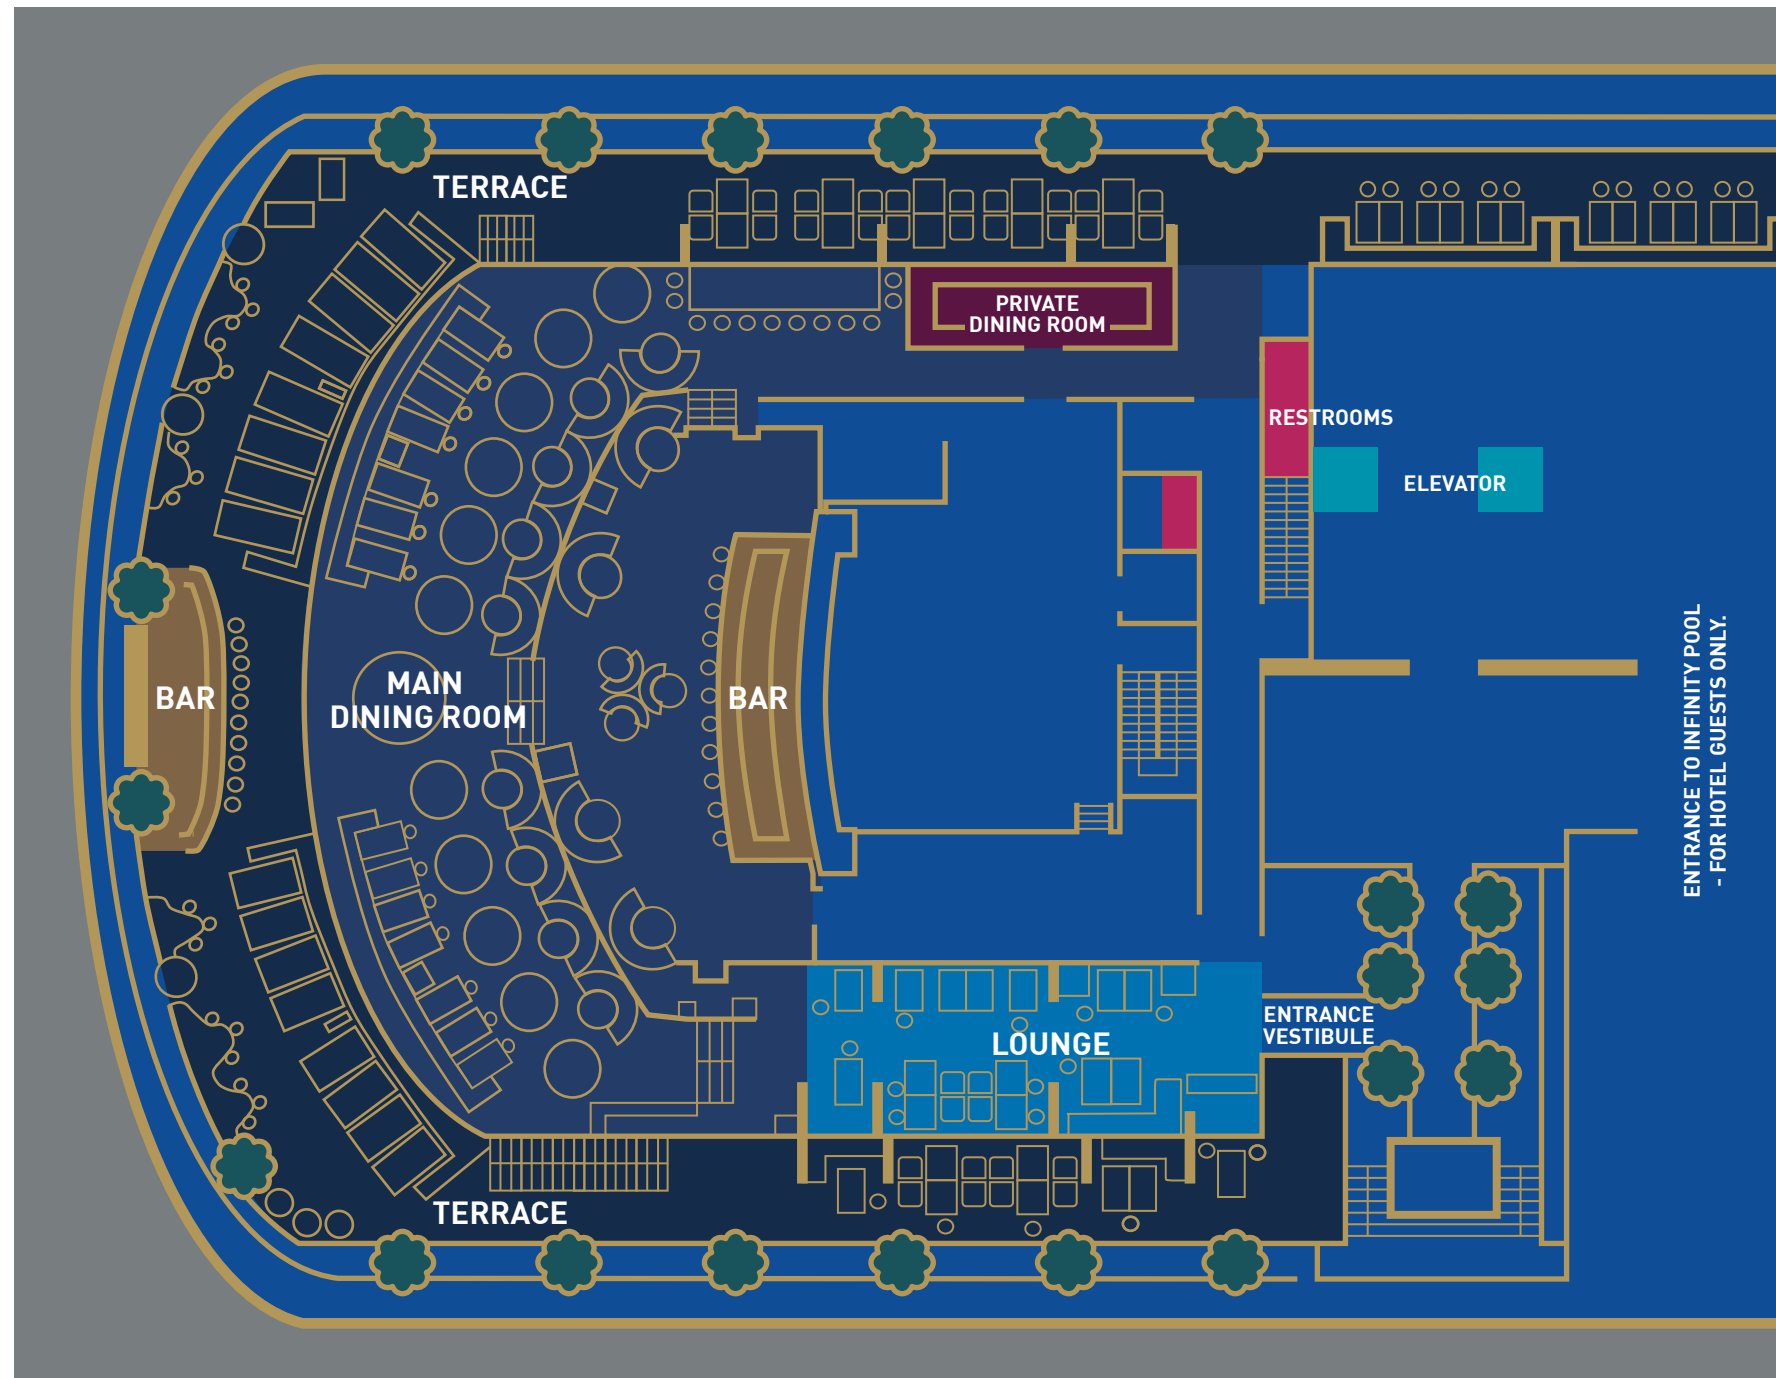 TERRACE
PRIVATE
DINING ROOM
RESTROOMS
ELEVATOR
MAIN
DINING ROOM
BAR
BAR
ENTRANCE TO INFINITY POOL
- FOR HOTEL GUESTS ONLY.
ENTRANCE
VESTIBULE
LOUNGE
TERRACE